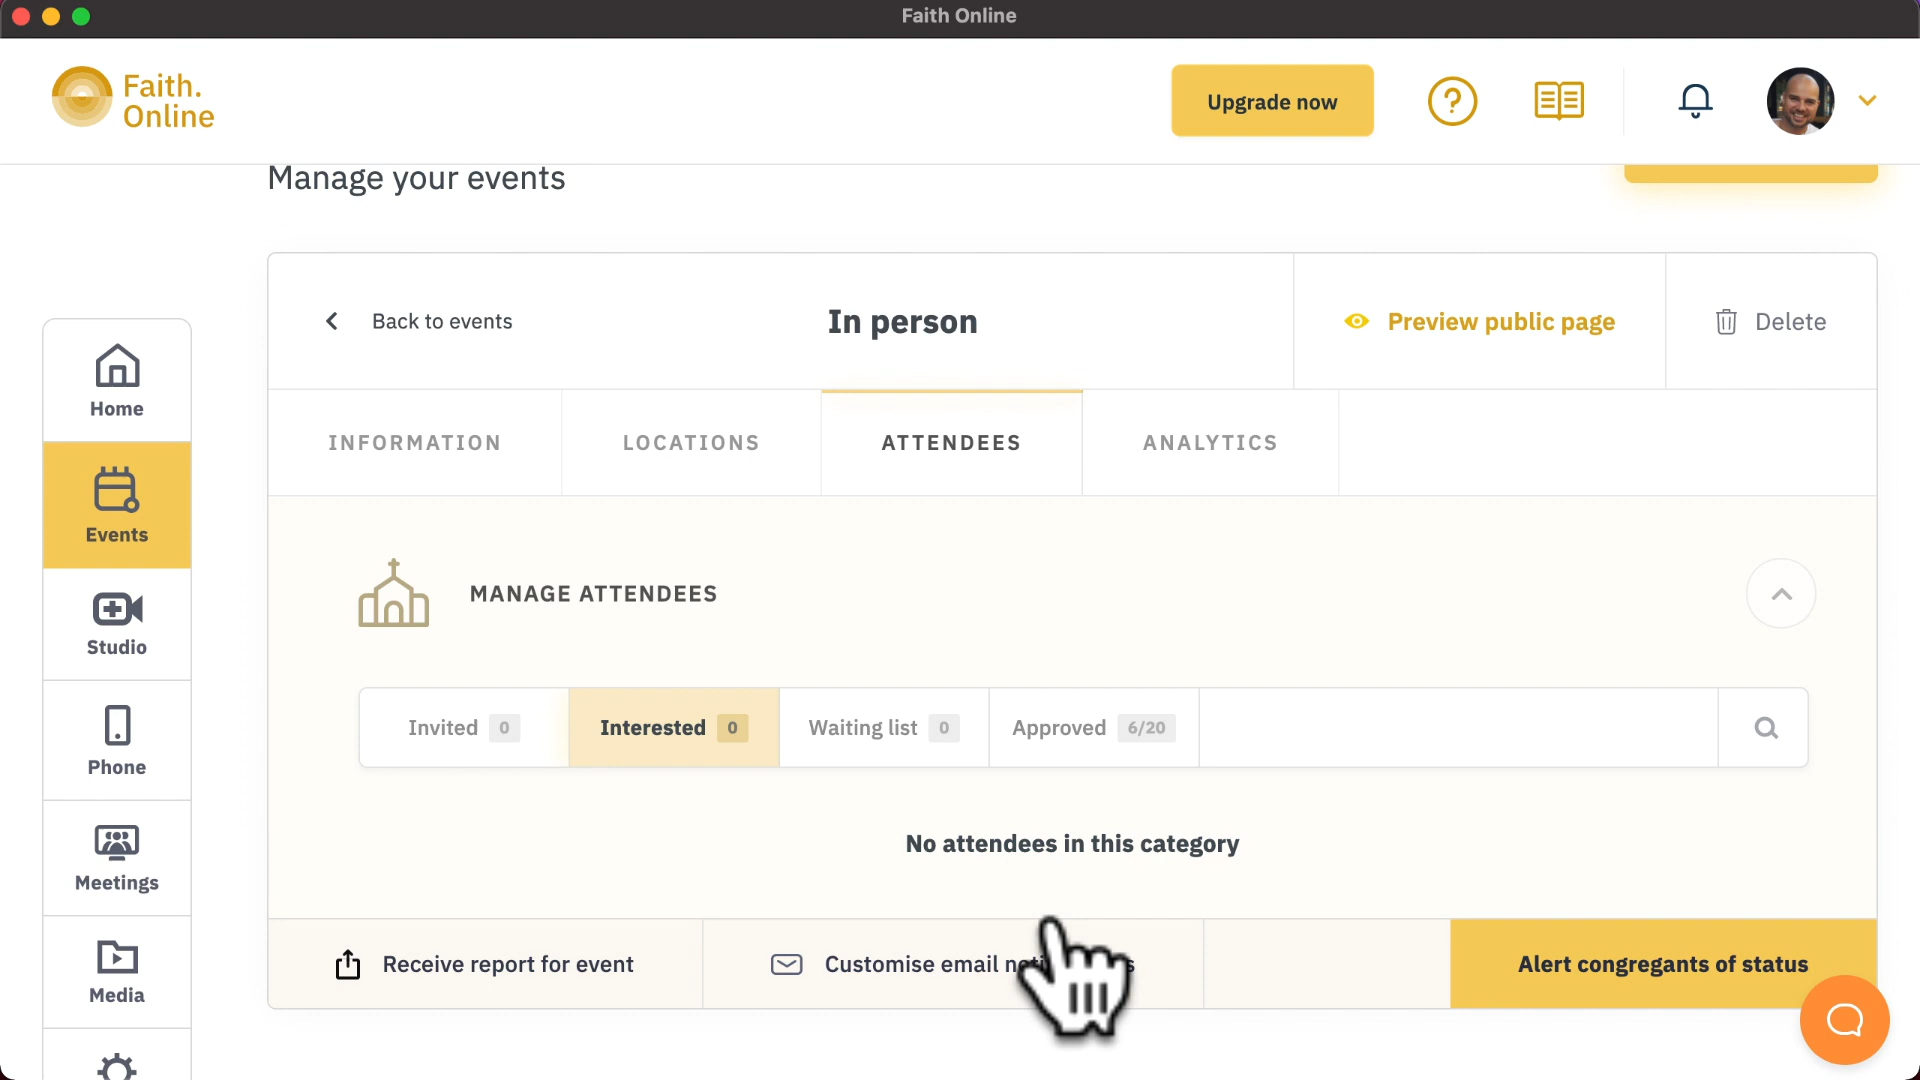 Faith Online
Faith.
Online
Upgrade now
Manage your events
Back to events
In person
Preview public page
Delete
INFORMATION
LOCATIONS
ATTENDEES
ANALYTICS
Home
Events
Studio
Phone
Meetings
Media
MANAGE ATTENDEES
Invited 0
Interested 0
Waiting list 0
Approved 6/20
No attendees in this category
Receive report for event
Customise email
Alert congregants of status